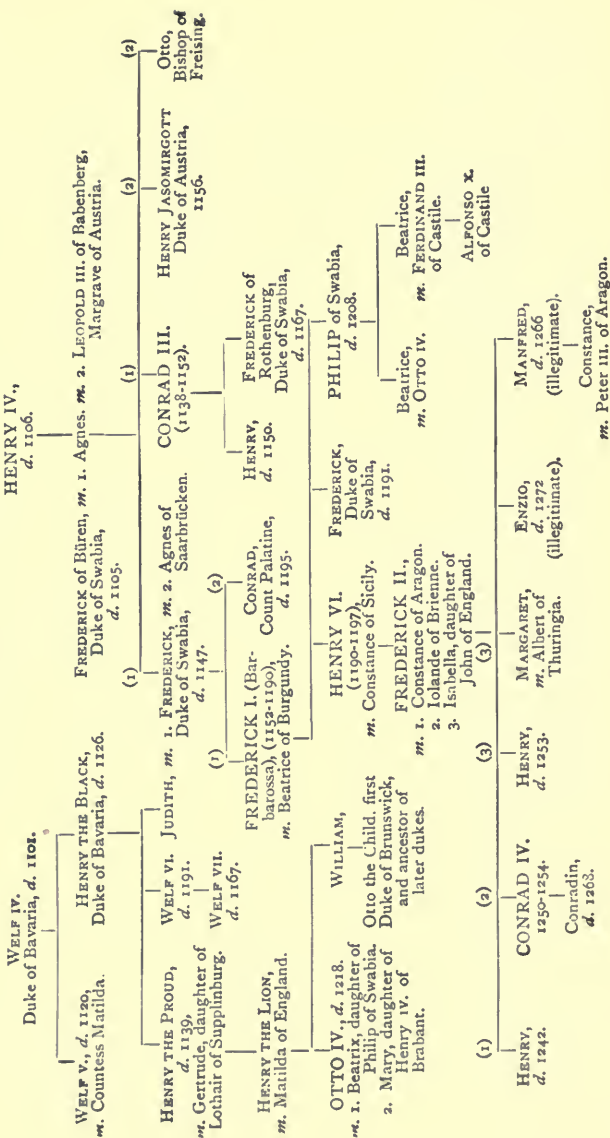 WELF IV.
Duke of Bavaria, d. 1101.
HENRY IV.,
d. 1106.
WELF V., d. 1120,
m. Countess Matilda.
HENRY THE BLACK,
Duke of Bavaria, d. 1126.
FREDERICK of Büren, m. 1. Agnes. m. 2. LEOPOLD III. of Babenberg,
Duke of Swabia,
d. 1105.
Margrave of Austria.
HENRY THE PROUD,
d. 1139,
m. Gertrude, daughter of
Lothair of Supplinburg.
WELF VI.
d. 1191.
WELF VII.
d. 1167.
JUDITH, m. 1. FREDERICK, m. 2. Agnes of
Duke of Swabia, Saarbrücken.
d. 1147.
(1)
(1)
CONRAD III.
(1138-1152).
(2)
HENRY JASOMIRGOTT
Duke of Austria,
1156.
(2)
Otto,
Bishop of
Freising.
HENRY THE LION,
m. Matilda of England.
(1)
FREDERICK I. (Bar-
barossa), (1152-1190),
m. Beatrice of Burgundy.
(2)
CONRAD,
Count Palatine,
d. 1195.
HENRY,
d. 1150.
FREDERICK of
Rothenburg,
Duke of Swabia,
d. 1167.
OTTO IV., d. 1218.
m. 1. Beatrix, daughter of
Philip of Swabia.
2. Mary, daughter of
Henry IV. of
Brabant.
WILLIAM,
Otto the Child. first
Duke of Brunswick,
and ancestor of
later dukes.
HENRY VI.
(1190-1197),
m. Constance of Sicily.
FREDERICK,
Duke of
Swabia,
d. 1191.
PHILIP of Swabia,
d. 1208.
FREDERICK II.,
m. 1. Constance of Aragon.
2. Iolande of Brienne.
3. Isabella, daughter of
John of England.
Beatrice,
m. OTTO IV.
Beatrice,
m. FERDINAND III.
of Castile.
ALFONSO X.
of Castile
(1)
HENRY,
d. 1242.
(2)
CONRAD IV.
1250-1254.
Conradin,
d. 1268.
(3)
HENRY,
d. 1253.
(3)
MARGARET,
m. Albert of
Thuringia.
ENZIO,
d. 1272
(illegitimate).
MANFRED,
d. 1266
(illegitimate).
Constance,
m. Peter III. of Aragon.